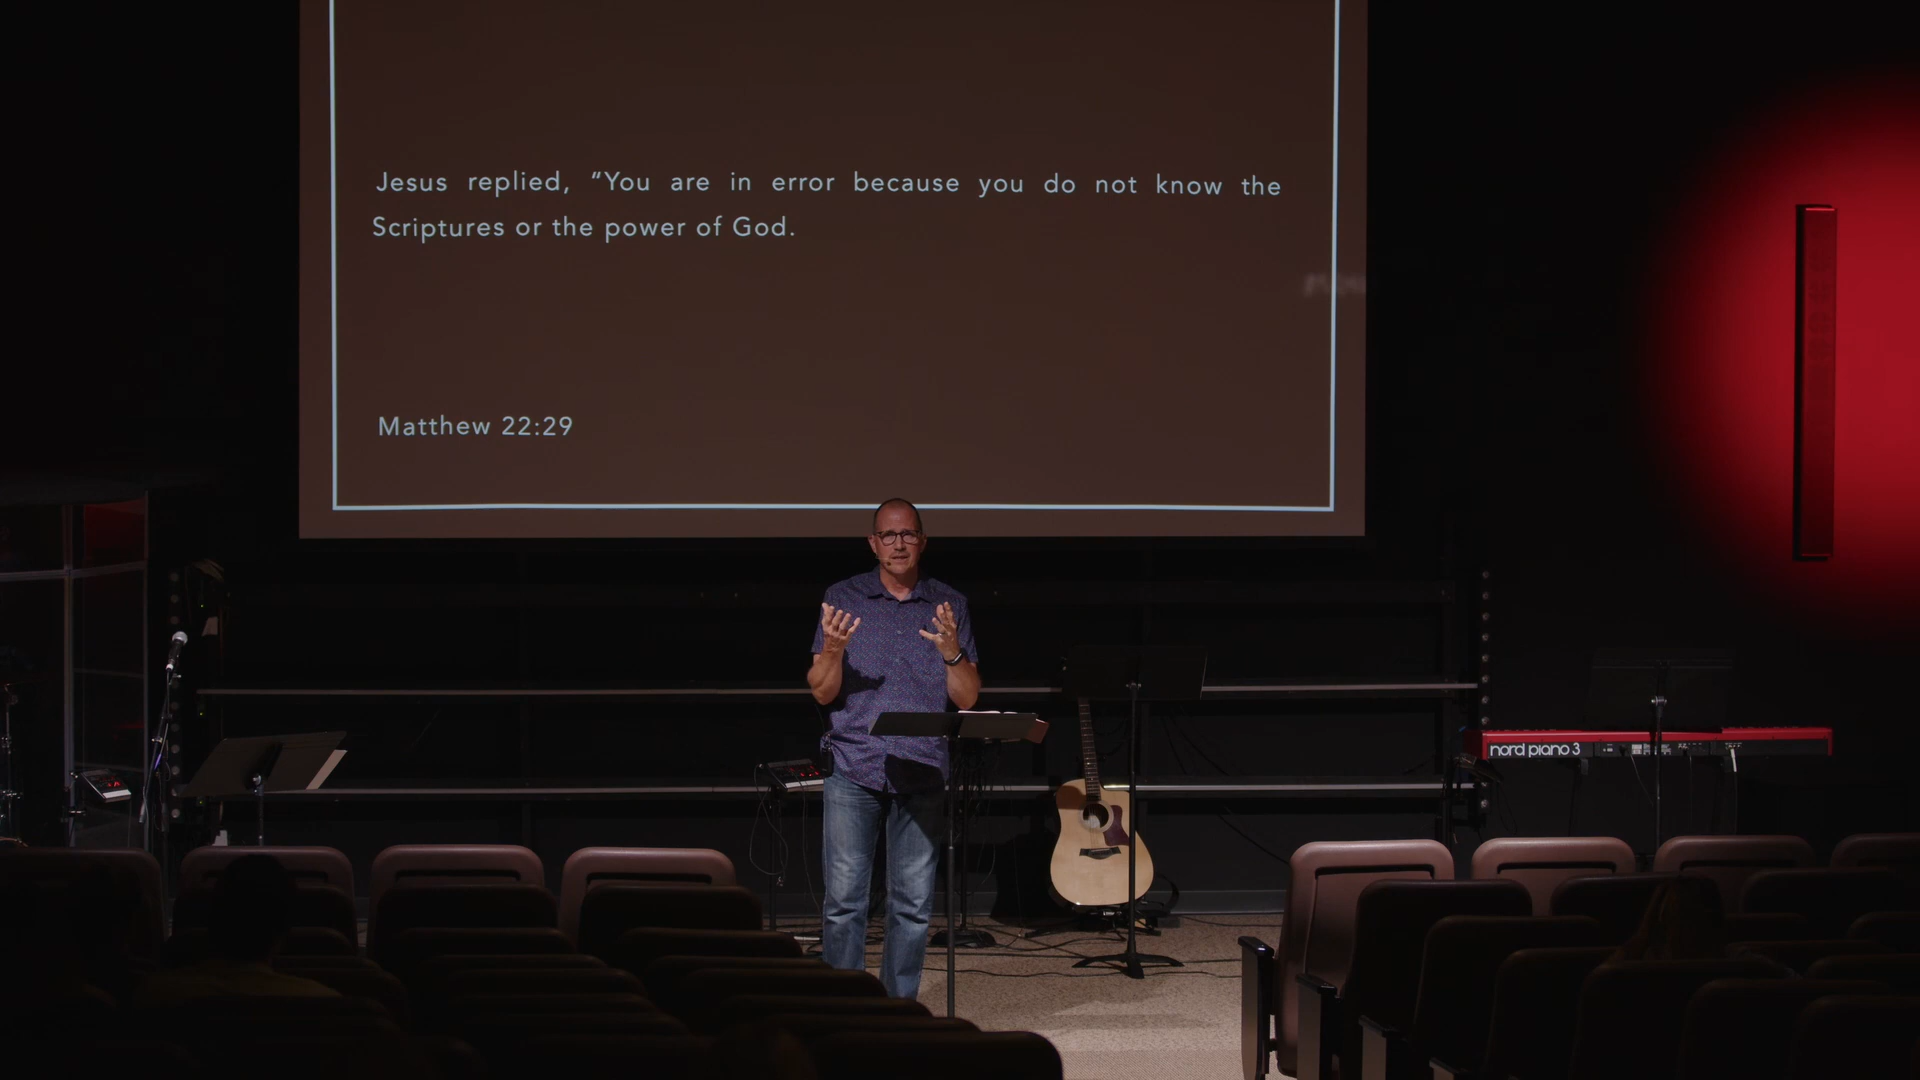 Jesus replied, “You are in error because you do not know the
Scriptures or the power of God.
Matthew 22:29
nord piano 3